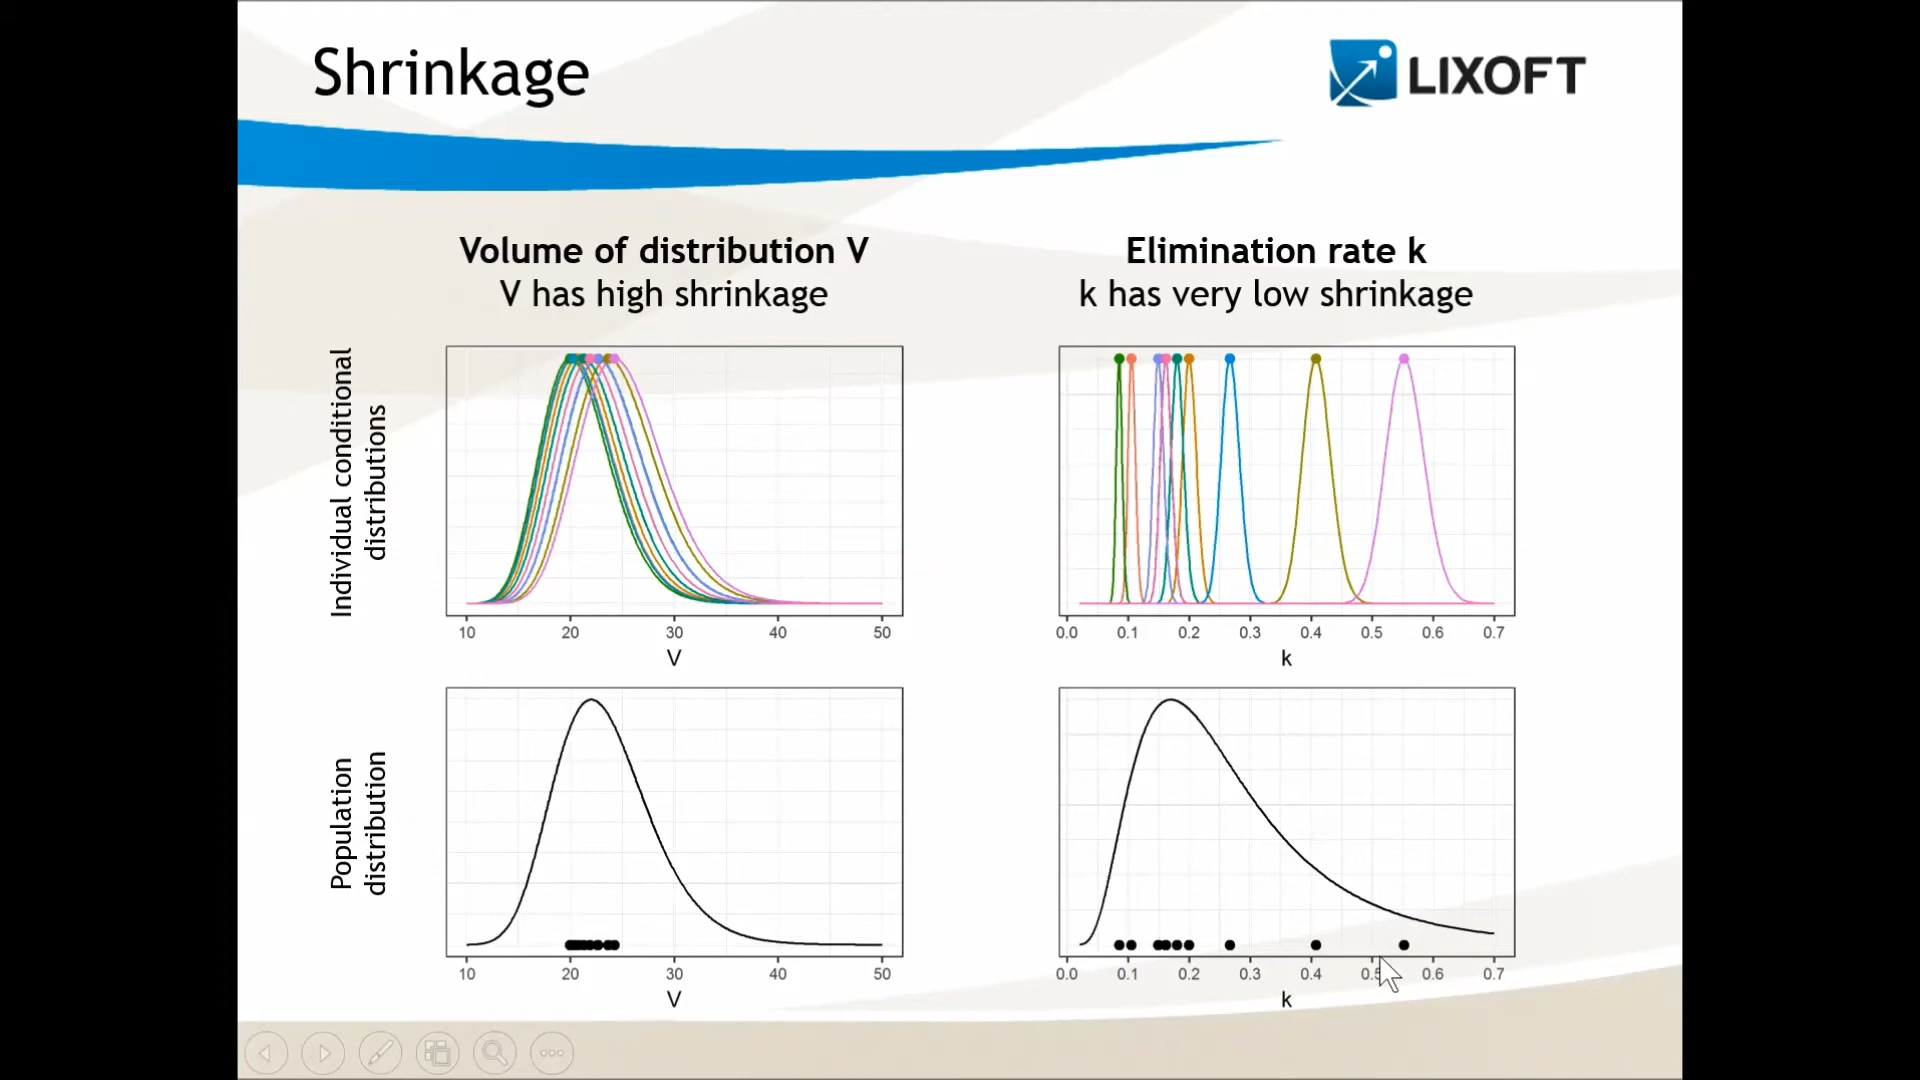 Shrinkage
LIXOFT
Volume of distribution V
V has high shrinkage
Elimination rate k
k has very low shrinkage
Individual conditional
distributions
10 20 30 40 50
V
0.0 0.1 0.2 0.3 0.4 0.5 0.6 0.7
k
Population
distribution
10 20 30 40 50
V
0.0 0.1 0.2 0.3 0.4 0.5 0.6 0.7
k